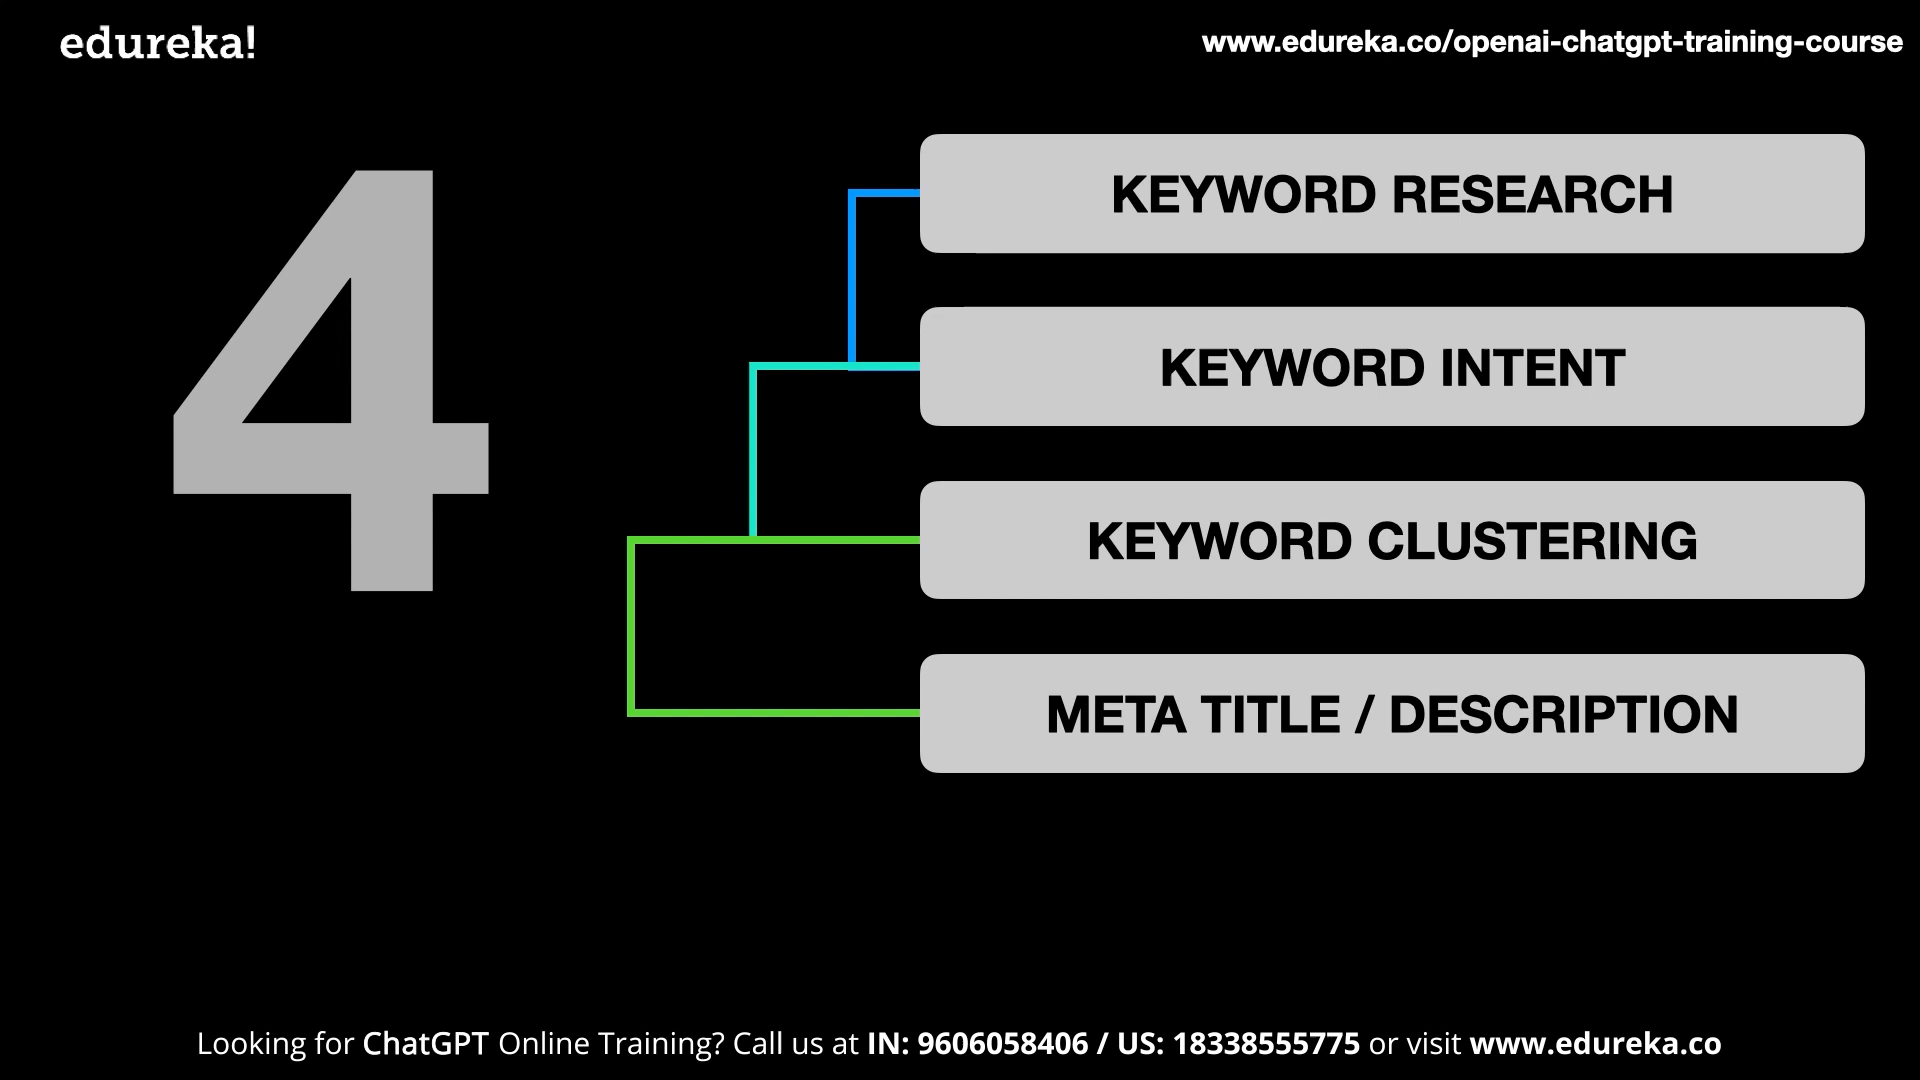 edureka!
www.edureka.co/openai-chatgpt-training-course
4
KEYWORD RESEARCH
KEYWORD INTENT
KEYWORD CLUSTERING
META TITLE / DESCRIPTION
Looking for ChatGPT Online Training? Call us at IN: 9606058406 / US: 18338555775 or visit www.edureka.co